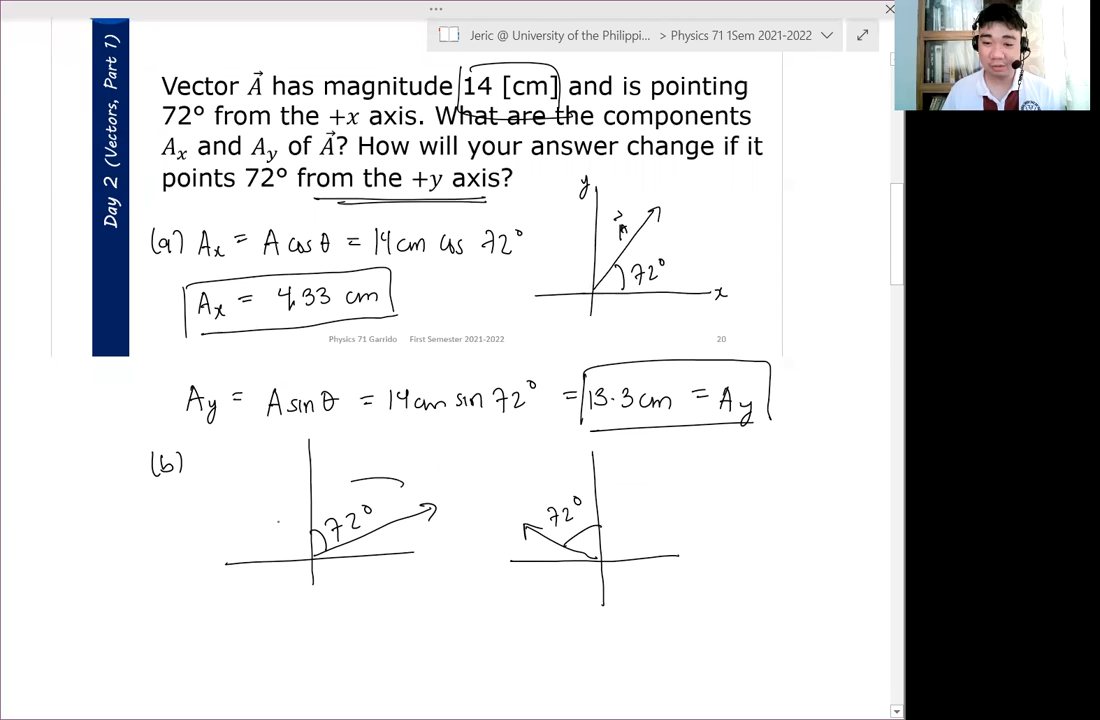 Jeric @ University of the Philippi... > Physics 71 1Sem 2021-2022
Day 2 (Vectors, Part 1)
Vector A⃗ has magnitude 14 [cm] and is pointing
72° from the +x axis. What are the components
Aₓ and Aᵧ of A⃗? How will your answer change if it
points 72° from the +y axis?
y
A⃗
72°
x
(a) Aₓ = A cos θ = 14 cm cos 72°
Aₓ = 4.33 cm
Physics 71 Garrido First Semester 2021-2022 20
Aᵧ = A sin θ = 14 cm sin 72° = 13.3 cm = Aᵧ
(b)
72°
72°